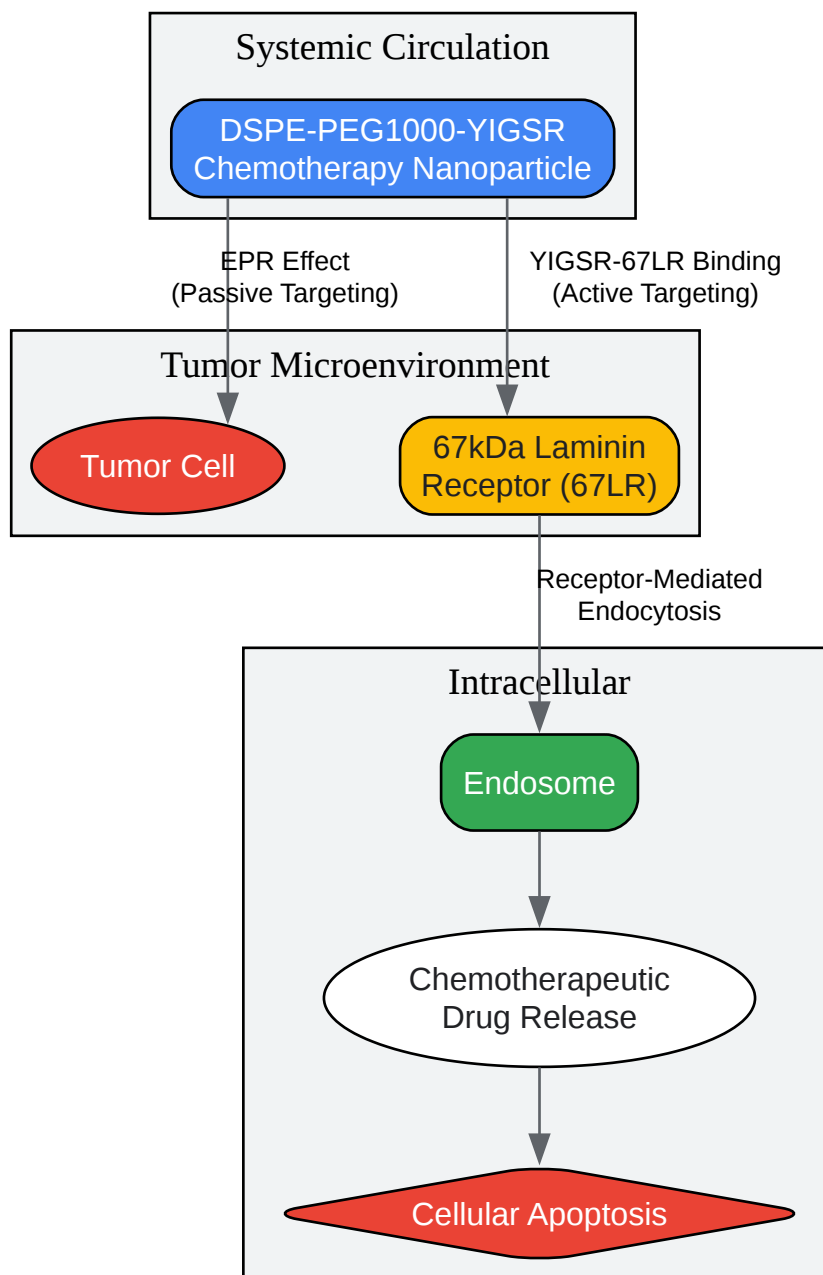 Systemic Circulation
DSPE-PEG1000-YIGSR
Chemotherapy Nanoparticle
EPR Effect
(Passive Targeting)
YIGSR-67LR Binding
(Active Targeting)
Tumor Microenvironment
Tumor Cell
67kDa Laminin
Receptor (67LR)
Receptor-Mediated
Endocytosis
Intracellular
Endosome
Chemotherapeutic
Drug Release
Cellular Apoptosis